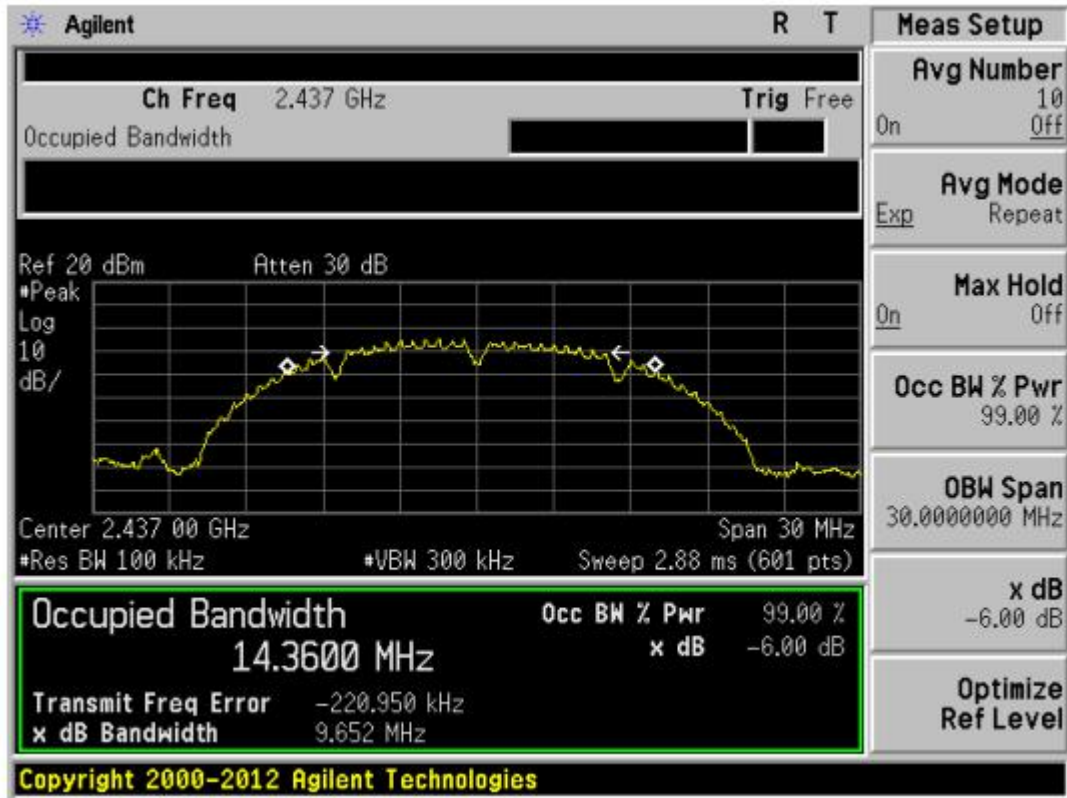 Agilent R T
Ch Freq 2.437 GHz Trig Free
Occupied Bandwidth
Ref 20 dBm Atten 30 dB
#Peak
Log
10
dB/
Center 2.437 00 GHz Span 30 MHz
#Res BW 100 kHz #VBW 300 kHz Sweep 2.88 ms (601 pts)
Occupied Bandwidth Occ BW % Pwr 99.00 %
14.3600 MHz x dB -6.00 dB
Transmit Freq Error -220.950 kHz
x dB Bandwidth 9.652 MHz
Copyright 2000-2012 Agilent Technologies
Meas Setup
Avg Number
10
On Off
Avg Mode
Exp Repeat
Max Hold
On Off
Occ BW % Pwr
99.00 %
OBW Span
30.0000000 MHz
x dB
-6.00 dB
Optimize
Ref Level